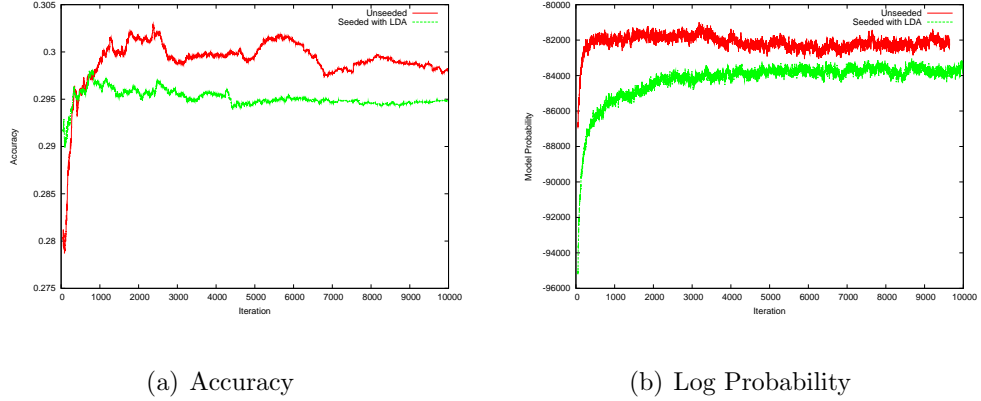 0.305
0.3
0.295
0.29
0.285
0.28
0.275
Accuracy
0 1000 2000 3000 4000 5000 6000 7000 8000 9000 10000
Iteration
Unseeded
Seeded with LDA
(a) Accuracy
-80000
-82000
-84000
-86000
-88000
-90000
-92000
-94000
-96000
Model Probability
0 1000 2000 3000 4000 5000 6000 7000 8000 9000 10000
Iteration
Unseeded
Seeded with LDA
(b) Log Probability